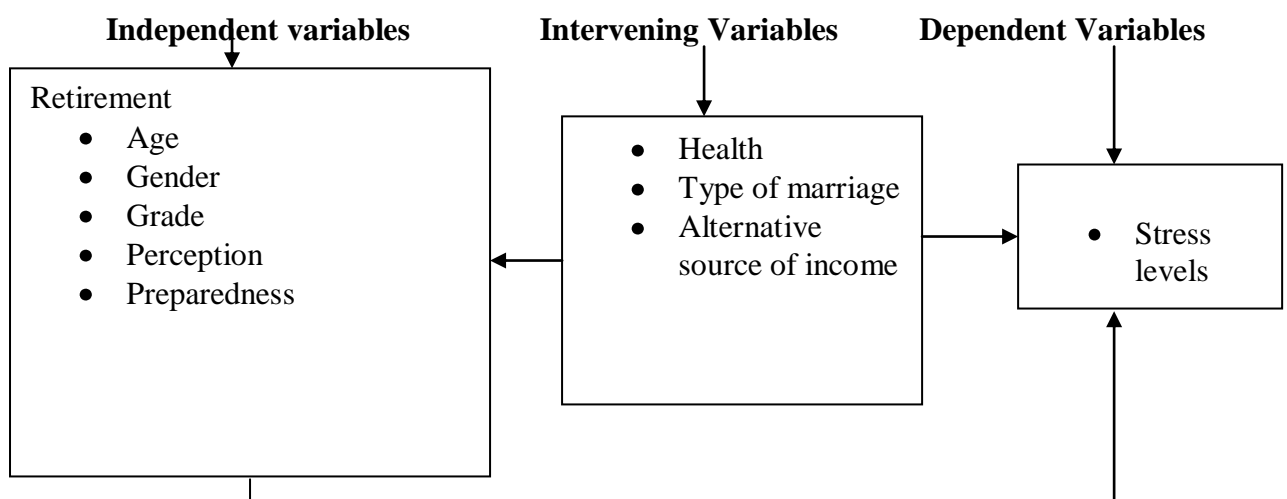 Independent variables
Intervening Variables
Dependent Variables
Retirement
● Age
● Gender
● Grade
● Perception
● Preparedness
● Health
● Type of marriage
● Alternative
source of income
● Stress
levels